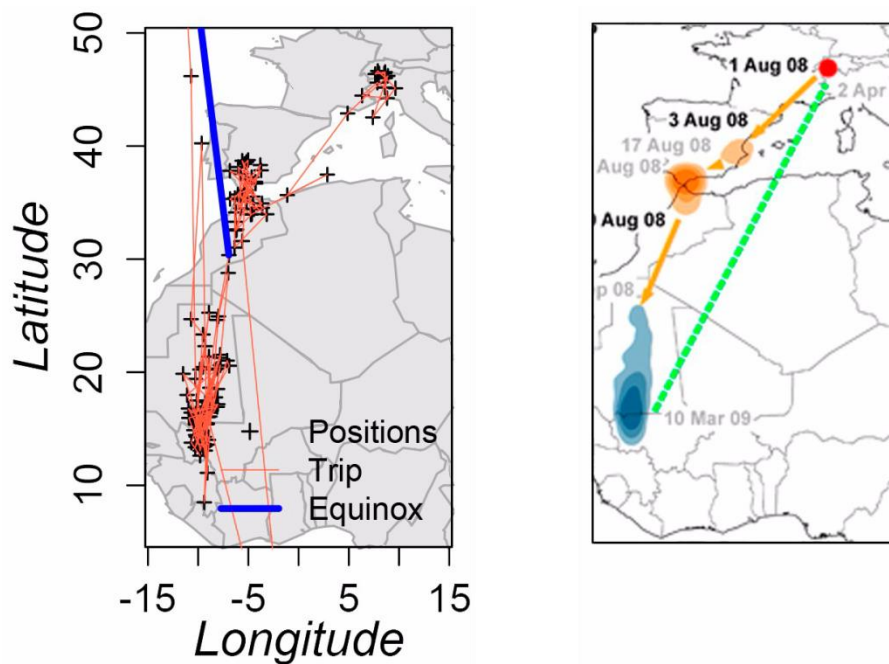 50
40
30
20
10
Latitude
Positions
Trip
Equinox
-15
-5
5
15
Longitude
1 Aug 08
2 Apr
3 Aug 08
17 Aug 08
Aug 08
Aug 08
08
10 Mar 09